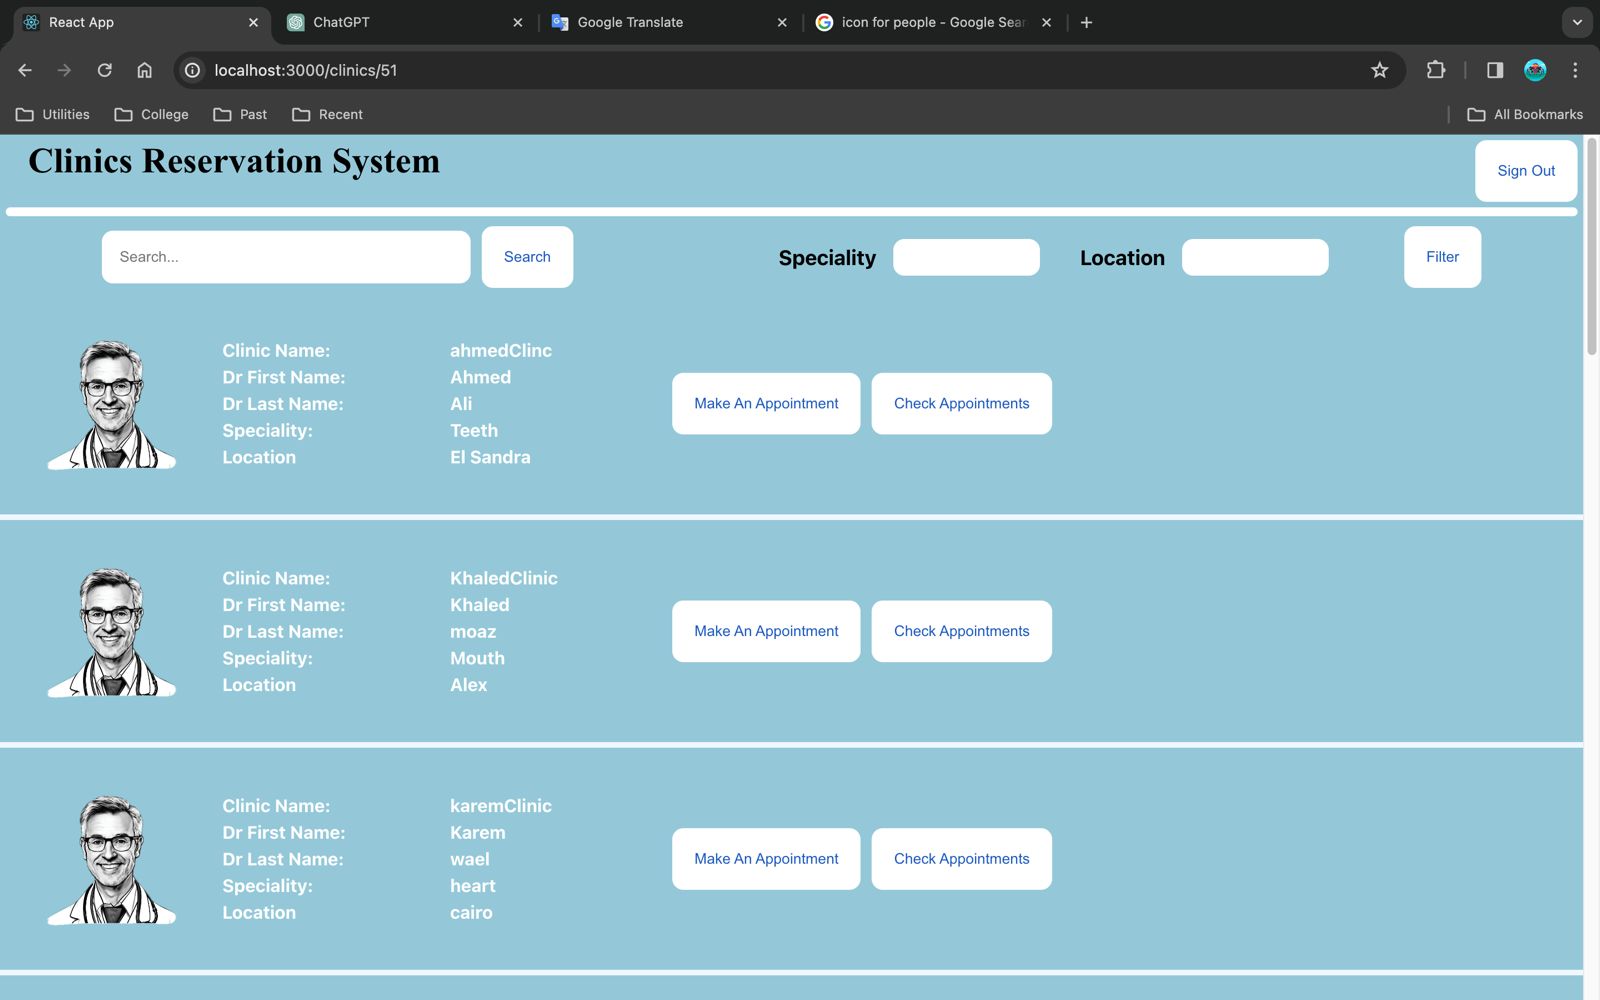 React App
ChatGPT
Google Translate
icon for people - Google Sear
localhost:3000/clinics/51
Utilities
College
Past
Recent
All Bookmarks
Clinics Reservation System
Sign Out
Search...
Search
Speciality
Location
Filter
Clinic Name: ahmedClinc
Dr First Name: Ahmed
Dr Last Name: Ali
Speciality: Teeth
Location El Sandra
Make An Appointment
Check Appointments
Clinic Name: KhaledClinic
Dr First Name: Khaled
Dr Last Name: moaz
Speciality: Mouth
Location Alex
Make An Appointment
Check Appointments
Clinic Name: karemClinic
Dr First Name: Karem
Dr Last Name: wael
Speciality: heart
Location cairo
Make An Appointment
Check Appointments